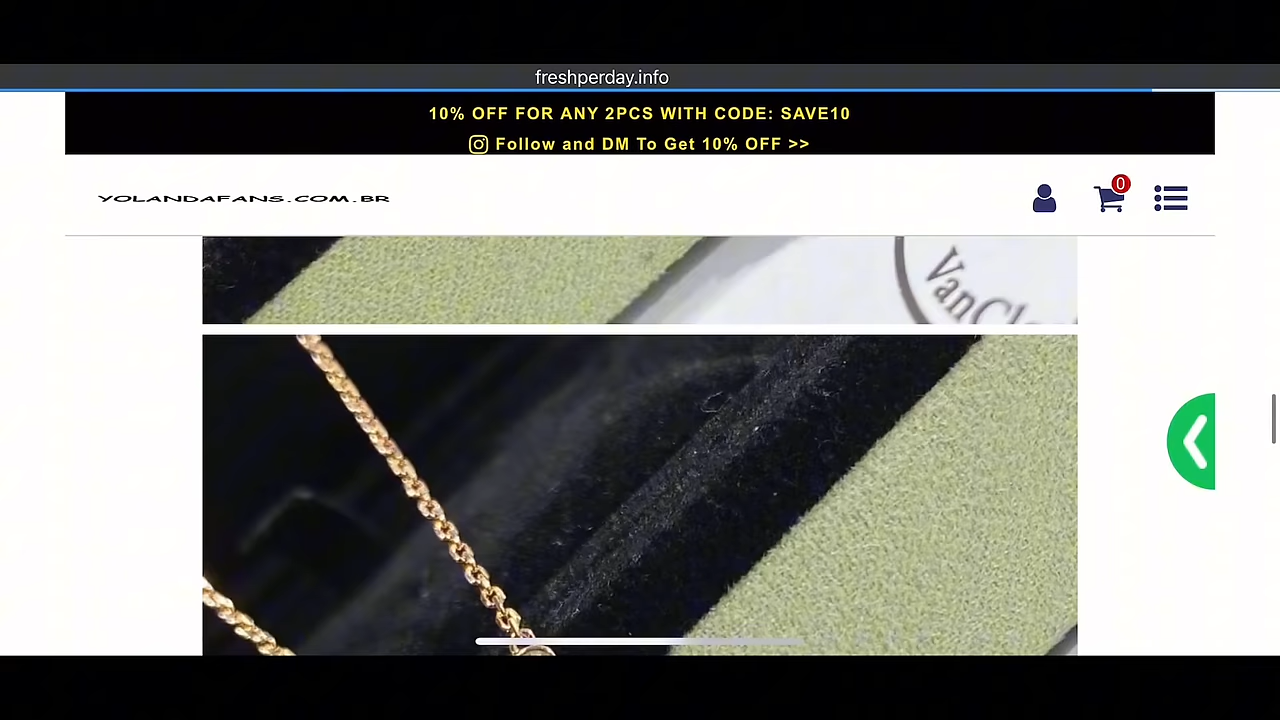 freshperday.info
10% OFF FOR ANY 2PCS WITH CODE: SAVE10
Follow and DM To Get 10% OFF >>
YOLANDAFANS.COM.BR
0
VanCl